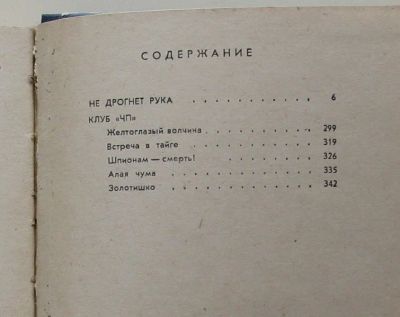 СОДЕРЖАНИЕ
НЕ ДРОГНЕТ РУКА . . . . . . . . . . . 6
КЛУБ «ЧП»
Желтоглазый волчина . . . . . . . . . 299
Встреча в тайге . . . . . . . . . . . 319
Шпионам — смерть! . . . . . . . . . . 326
Алая чума . . . . . . . . . . . . 335
Золотишко . . . . . . . . . . . . 342